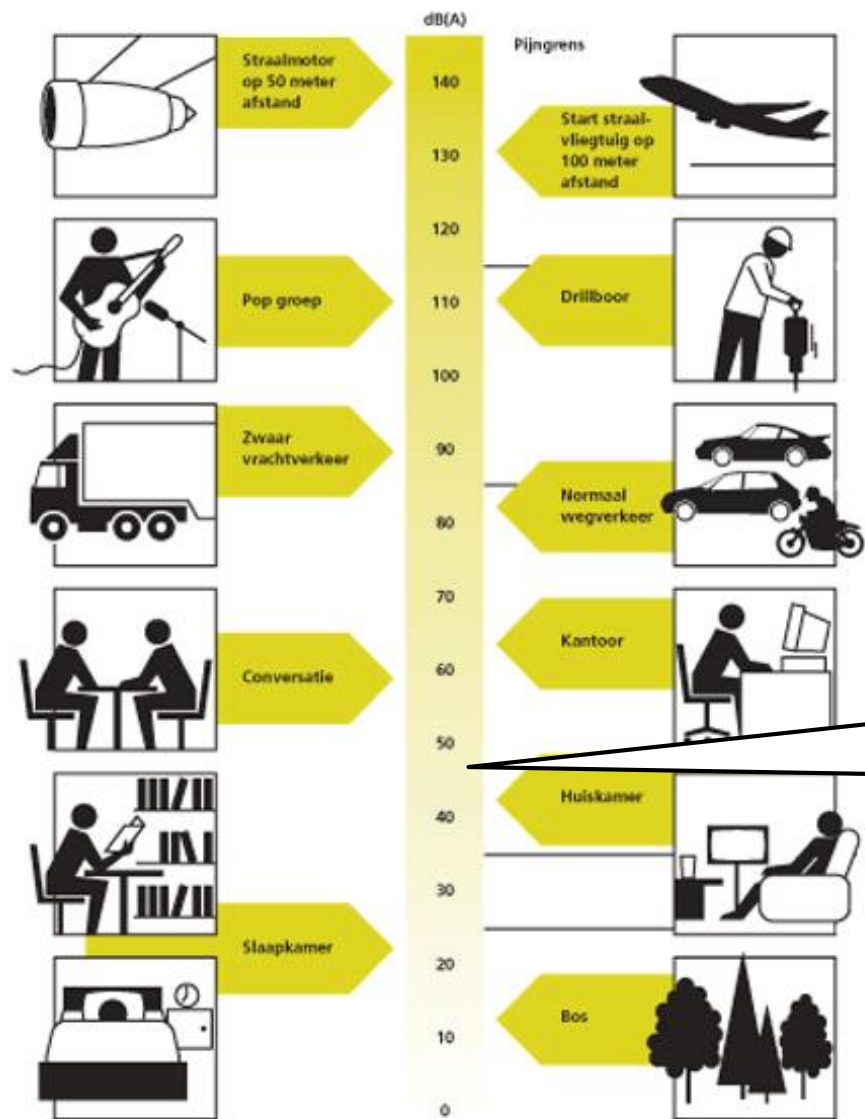 dB(A)
Pijngrens
Straalmotor
op 50 meter
afstand
140
Start straal-
vliegtuig op
100 meter
afstand
130
120
Pop groep
110
Drillboor
100
Zwaar
vrachtverkeer
90
Normaal
wegverkeer
80
70
Kantoor
Conversatie
60
50
Huiskamer
40
30
Slaapkamer
20
Bos
10
0